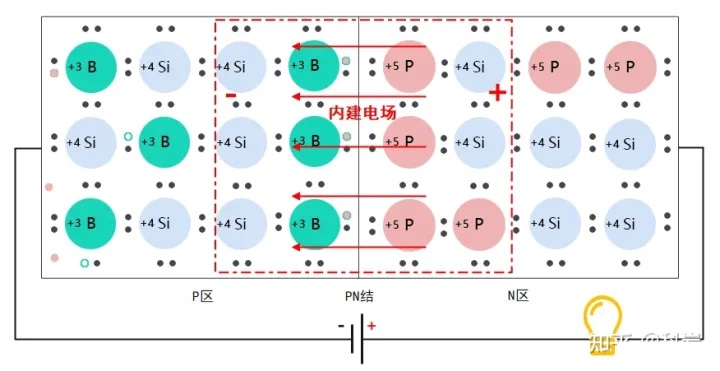 +3 B +4 Si +4 Si +3 B +5 P +4 Si +5 P +5 P
- +
内建电场
+4 Si +3 B +4 Si +3 B +5 P +4 Si +4 Si +4 Si
+3 B +4 Si +4 Si +3 B +5 P +5 P +4 Si +4 Si
P区 PN结 N区
- +
知乎 @科岩